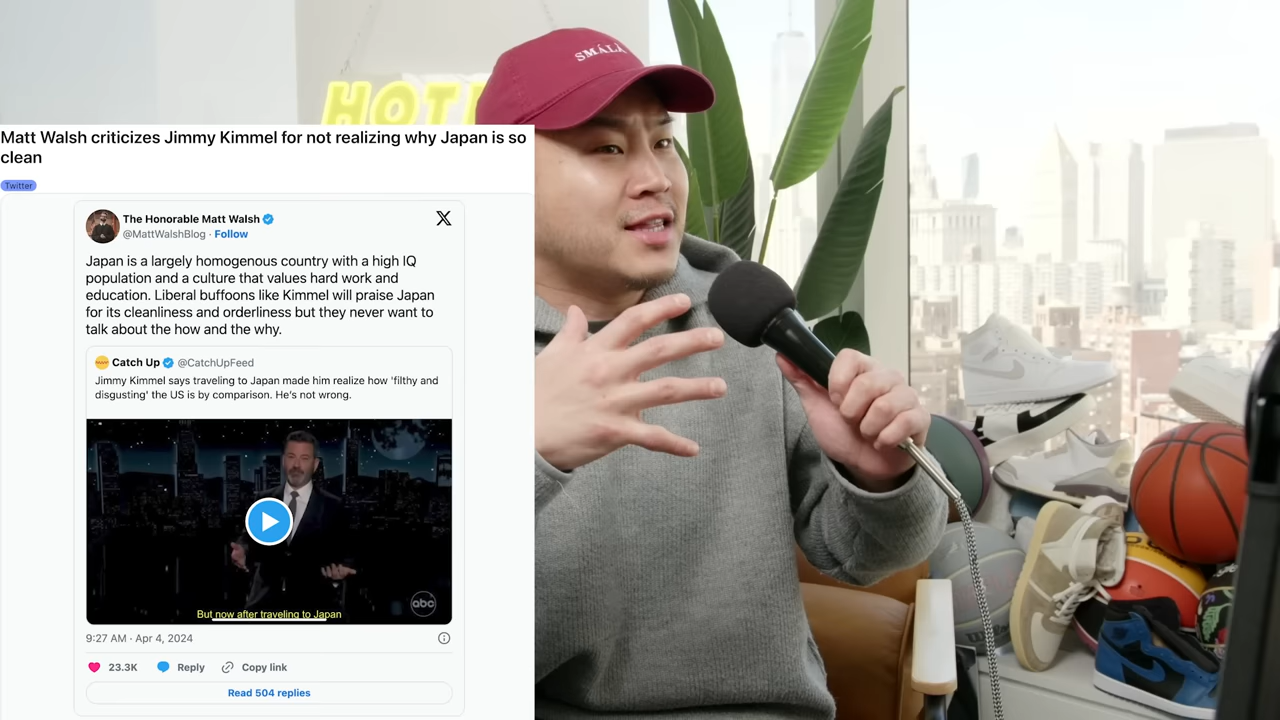 SMÁLÀ
HOT
Matt Walsh criticizes Jimmy Kimmel for not realizing why Japan is so
clean
Twitter
The Honorable Matt Walsh
@MattWalshBlog · Follow
Japan is a largely homogenous country with a high IQ
population and a culture that values hard work and
education. Liberal buffoons like Kimmel will praise Japan
for its cleanliness and orderliness but they never want to
talk about the how and the why.
Catch Up @CatchUpFeed
Jimmy Kimmel says traveling to Japan made him realize how 'filthy and
disgusting' the US is by comparison. He's not wrong.
abc
But now after traveling to Japan
9:27 AM · Apr 4, 2024
23.3K Reply Copy link
Read 504 replies